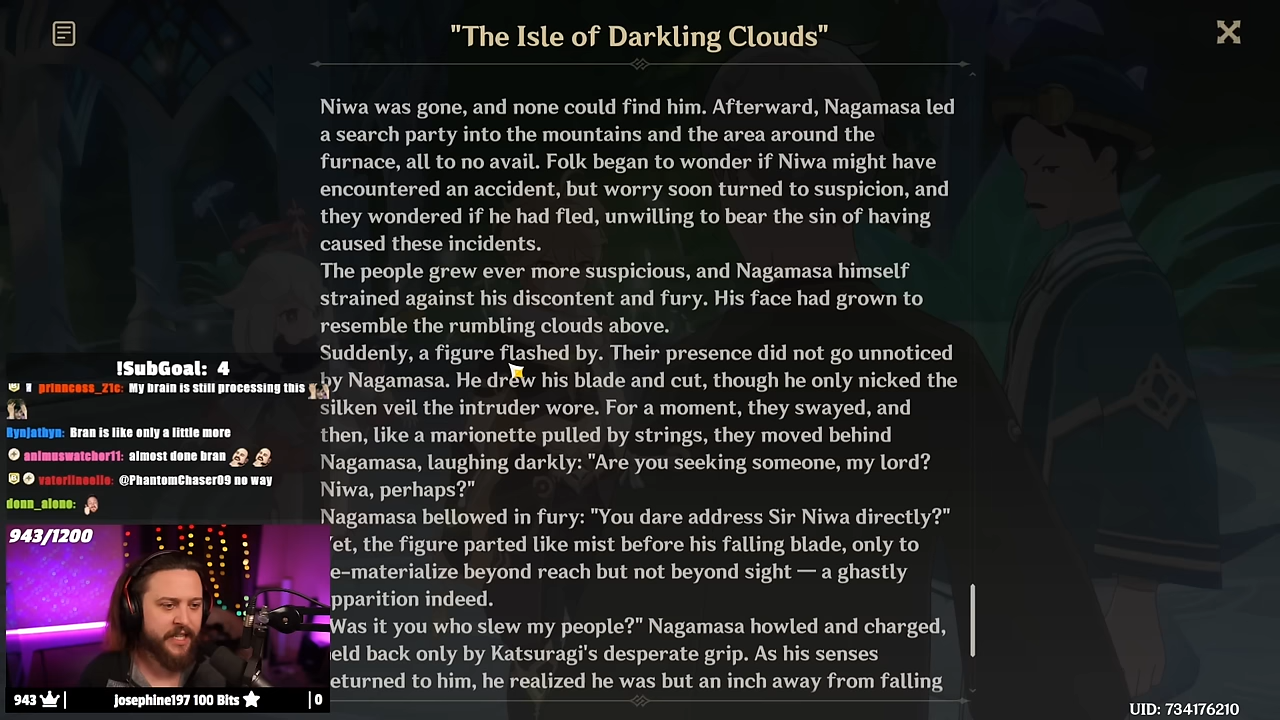 "The Isle of Darkling Clouds"
Niwa was gone, and none could find him. Afterward, Nagamasa led
a search party into the mountains and the area around the
furnace, all to no avail. Folk began to wonder if Niwa might have
encountered an accident, but worry soon turned to suspicion, and
they wondered if he had fled, unwilling to bear the sin of having
caused these incidents.
The people grew ever more suspicious, and Nagamasa himself
strained against his discontent and fury. His face had grown to
resemble the rumbling clouds above.
Suddenly, a figure flashed by. Their presence did not go unnoticed
by Nagamasa. He drew his blade and cut, though he only nicked the
silken veil the intruder wore. For a moment, they swayed, and
then, like a marionette pulled by strings, they moved behind
Nagamasa, laughing darkly: "Are you seeking someone, my lord?
Niwa, perhaps?"
Nagamasa bellowed in fury: "You dare address Sir Niwa directly?"
Yet, the figure parted like mist before his falling blade, only to
e-materialize beyond reach but not beyond sight — a ghastly
pparition indeed.
"Was it you who slew my people?" Nagamasa howled and charged,
eld back only by Katsuragi's desperate grip. As his senses
eturned to him, he realized he was but an inch away from falling
!SubGoal: 4
princess_21c: My brain is still processing this
Rynjathyn: Bran is like only a little more
animuswatcher11: almost done bran
@PhantomChaser09 no way
donn_alone:
943/1200
943 josephine197 100 Bits 0
UID: 734176210